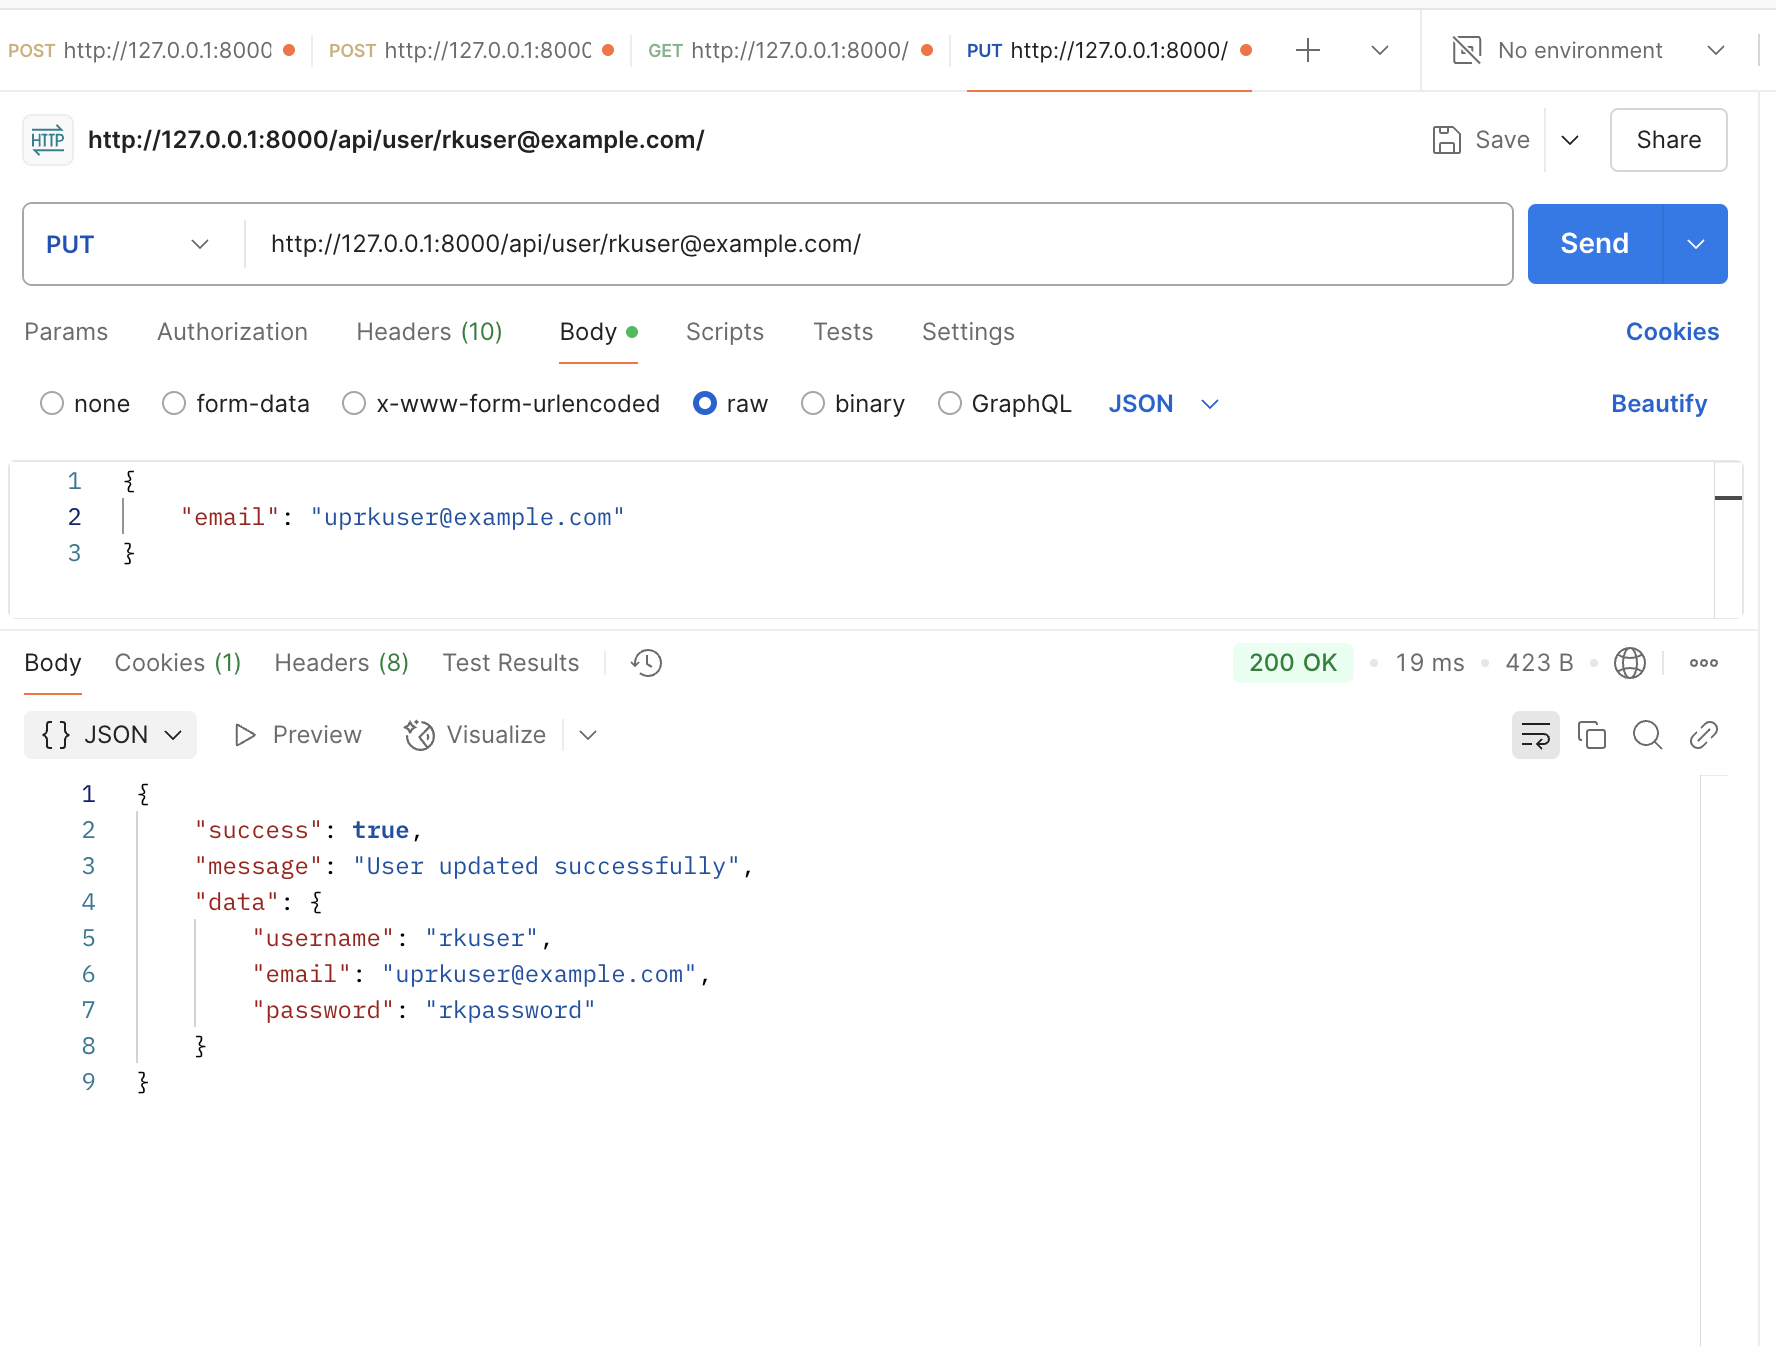 POST http://127.0.0.1:8000 POST http://127.0.0.1:8000 GET http://127.0.0.1:8000/ PUT http://127.0.0.1:8000/ No environment
HTTP http://127.0.0.1:8000/api/user/rkuser@example.com/ Save Share
PUT http://127.0.0.1:8000/api/user/rkuser@example.com/ Send
Params Authorization Headers (10) Body Scripts Tests Settings Cookies
none form-data x-www-form-urlencoded raw binary GraphQL JSON Beautify
1 {
2 "email": "uprkuser@example.com"
3 }
Body Cookies (1) Headers (8) Test Results 200 OK 19 ms 423 B
{} JSON Preview Visualize
1 {
2 "success": true,
3 "message": "User updated successfully",
4 "data": {
5 "username": "rkuser",
6 "email": "uprkuser@example.com",
7 "password": "rkpassword"
8 }
9 }